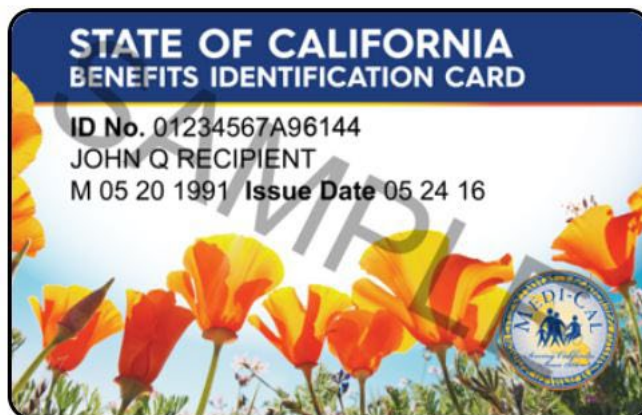 STATE OF CALIFORNIA
BENEFITS IDENTIFICATION CARD
ID No. 01234567A96144
JOHN Q RECIPIENT
M 05 20 1991 Issue Date 05 24 16
SAMPLE
MEDI-CAL